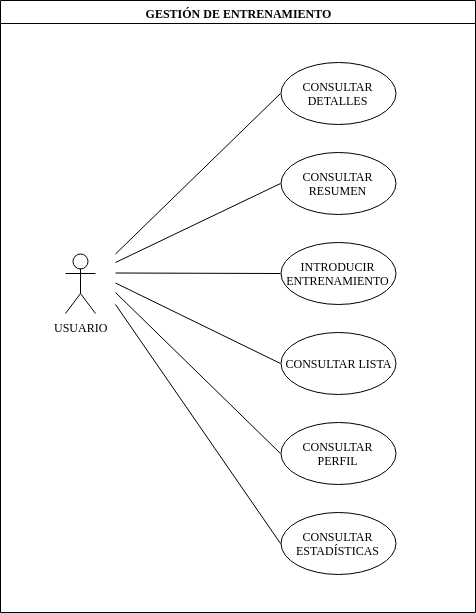 GESTIÓN DE ENTRENAMIENTO
CONSULTAR
DETALLES
CONSULTAR
RESUMEN
INTRODUCIR
ENTRENAMIENTO
USUARIO
CONSULTAR LISTA
CONSULTAR
PERFIL
CONSULTAR
ESTADÍSTICAS